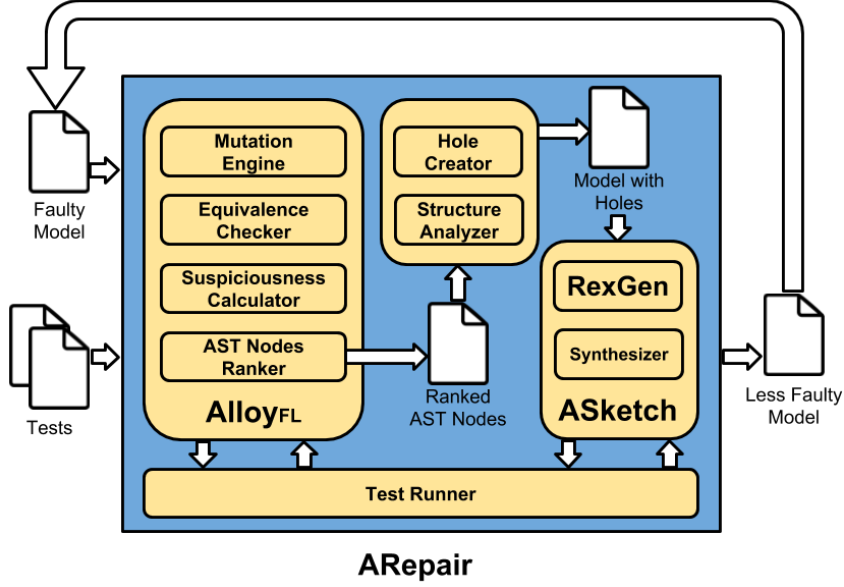 Faulty
Model
Tests
Mutation
Engine
Equivalence
Checker
Suspiciousness
Calculator
AST Nodes
Ranker
AlloyFL
Hole
Creator
Structure
Analyzer
Ranked
AST Nodes
Model with
Holes
RexGen
Synthesizer
ASketch
Test Runner
Less Faulty
Model
ARepair